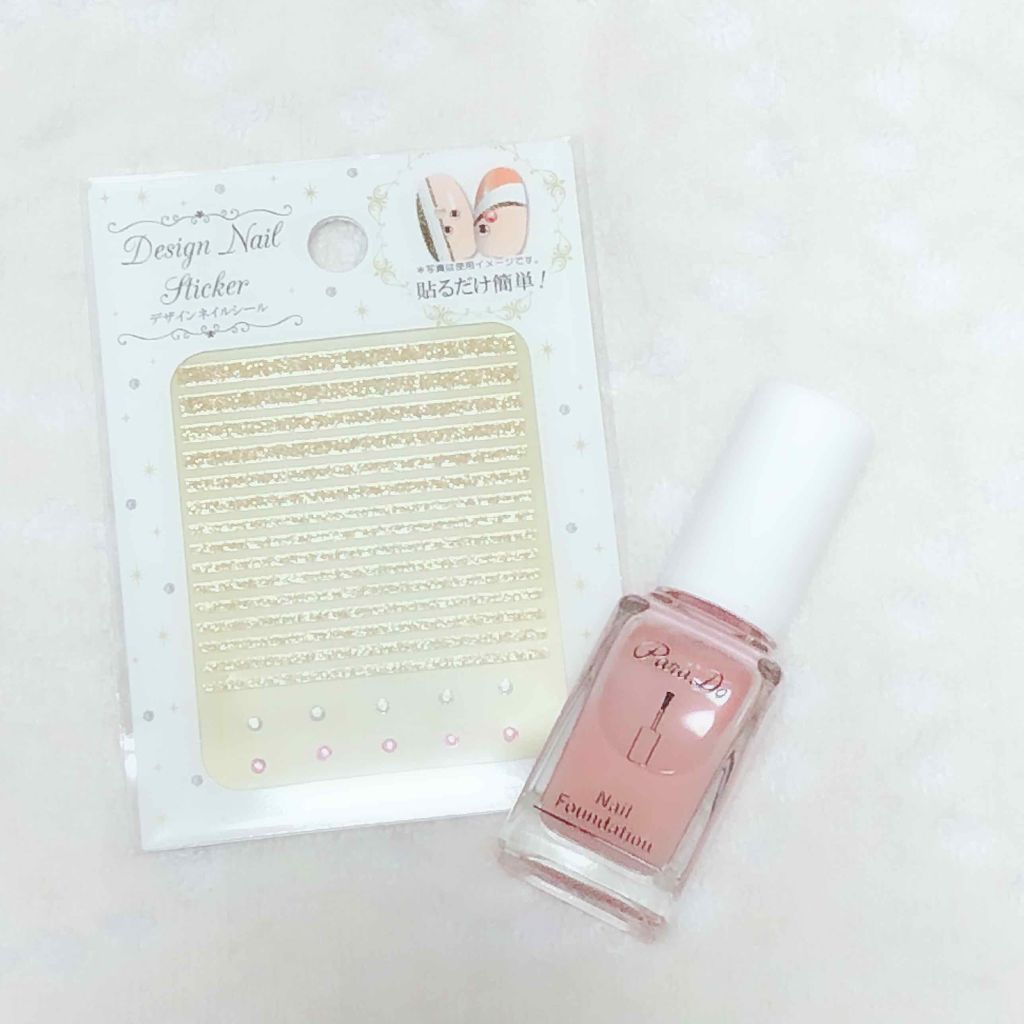 Design Nail
Sticker
デザインネイルシール
*写真は使用イメージです。
貼るだけ簡単!
Para Do
Nail
Foundation